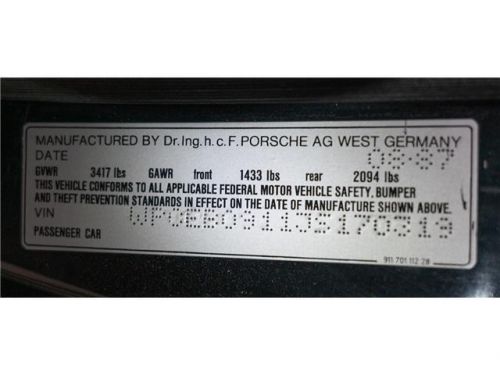 MANUFACTURED BY Dr.Ing.h.c.F.PORSCHE AG WEST GERMANY
DATE 08-87
GVWR 3417 lbs GAWR front 1433 lbs rear 2094 lbs
THIS VEHICLE CONFORMS TO ALL APPLICABLE FEDERAL MOTOR VEHICLE SAFETY, BUMPER
AND THEFT PREVENTION STANDARDS IN EFFECT ON THE DATE OF MANUFACTURE SHOWN ABOVE.
VIN WP0EB0911JS170319
PASSENGER CAR
911 701 112 28